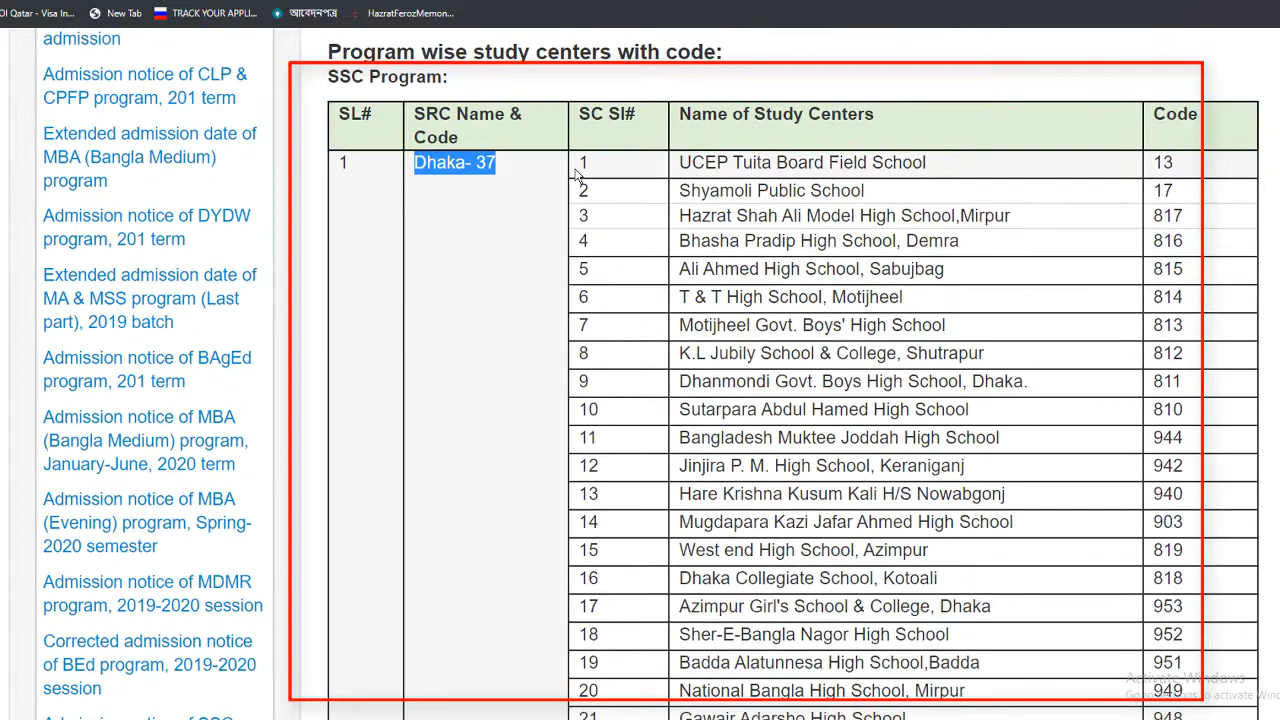 OI Qatar - Visa In... New Tab TRACK YOUR APPLI... আবেদনপত্র HazratFerozMemon...
admission
Admission notice of CLP &
CPFP program, 201 term
Extended admission date of
MBA (Bangla Medium)
program
Admission notice of DYDW
program, 201 term
Extended admission date of
MA & MSS program (Last
part), 2019 batch
Admission notice of BAgEd
program, 201 term
Admission notice of MBA
(Bangla Medium) program,
January-June, 2020 term
Admission notice of MBA
(Evening) program, Spring-
2020 semester
Admission notice of MDMR
program, 2019-2020 session
Corrected admission notice
of BEd program, 2019-2020
session
Program wise study centers with code:
SSC Program:
SL# SRC Name & Code SC Sl# Name of Study Centers Code
1 Dhaka- 37 1 UCEP Tuita Board Field School 13
2 Shyamoli Public School 17
3 Hazrat Shah Ali Model High School,Mirpur 817
4 Bhasha Pradip High School, Demra 816
5 Ali Ahmed High School, Sabujbag 815
6 T & T High School, Motijheel 814
7 Motijheel Govt. Boys' High School 813
8 K.L Jubily School & College, Shutrapur 812
9 Dhanmondi Govt. Boys High School, Dhaka. 811
10 Sutarpara Abdul Hamed High School 810
11 Bangladesh Muktee Joddah High School 944
12 Jinjira P. M. High School, Keraniganj 942
13 Hare Krishna Kusum Kali H/S Nowabgonj 940
14 Mugdapara Kazi Jafar Ahmed High School 903
15 West end High School, Azimpur 819
16 Dhaka Collegiate School, Kotoali 818
17 Azimpur Girl's School & College, Dhaka 953
18 Sher-E-Bangla Nagor High School 952
19 Badda Alatunnesa High School,Badda 951
20 National Bangla High School, Mirpur 949
21 Gawair Adarsho High School 948
Activate Windows
Go to Settings to activate Windows